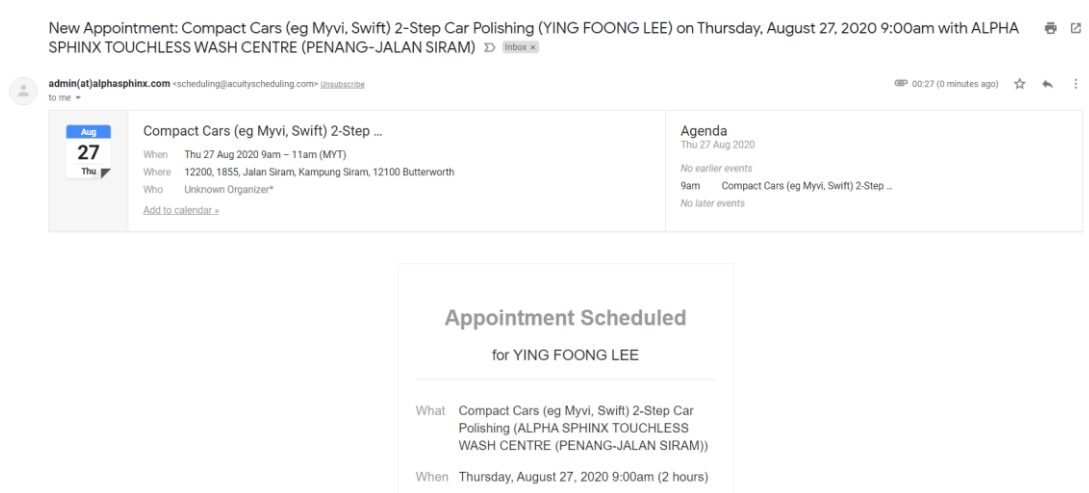 New Appointment: Compact Cars (eg Myvi, Swift) 2-Step Car Polishing (YING FOONG LEE) on Thursday, August 27, 2020 9:00am with ALPHA
SPHINX TOUCHLESS WASH CENTRE (PENANG-JALAN SIRAM) Inbox ×
admin(at)alphasphinx.com <scheduling@acuityscheduling.com> Unsubscribe
00:27 (0 minutes ago)
to me
Aug
27
Thu
Compact Cars (eg Myvi, Swift) 2-Step ...
When Thu 27 Aug 2020 9am – 11am (MYT)
Where 12200, 1855, Jalan Siram, Kampung Siram, 12100 Butterworth
Who Unknown Organizer*
Add to calendar »
Agenda
Thu 27 Aug 2020
No earlier events
9am Compact Cars (eg Myvi, Swift) 2-Step ...
No later events
Appointment Scheduled
for YING FOONG LEE
What Compact Cars (eg Myvi, Swift) 2-Step Car
Polishing (ALPHA SPHINX TOUCHLESS
WASH CENTRE (PENANG-JALAN SIRAM))
When Thursday, August 27, 2020 9:00am (2 hours)